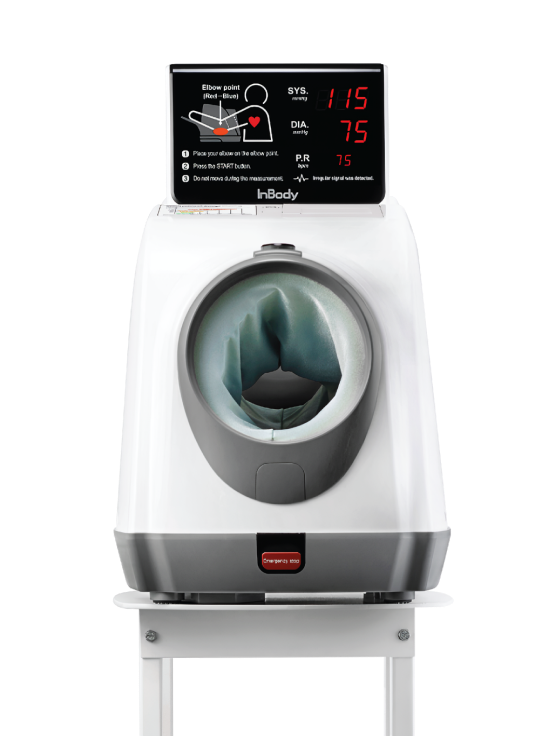 Elbow point
(Red→Blue)
SYS.
mmHg
115
DIA.
mmHg
75
P.R
bpm
75
1 Place your elbow on the elbow point.
2 Press the START button.
3 Do not move during the measurement.
Irregular signal was detected.
InBody
Emergency stop